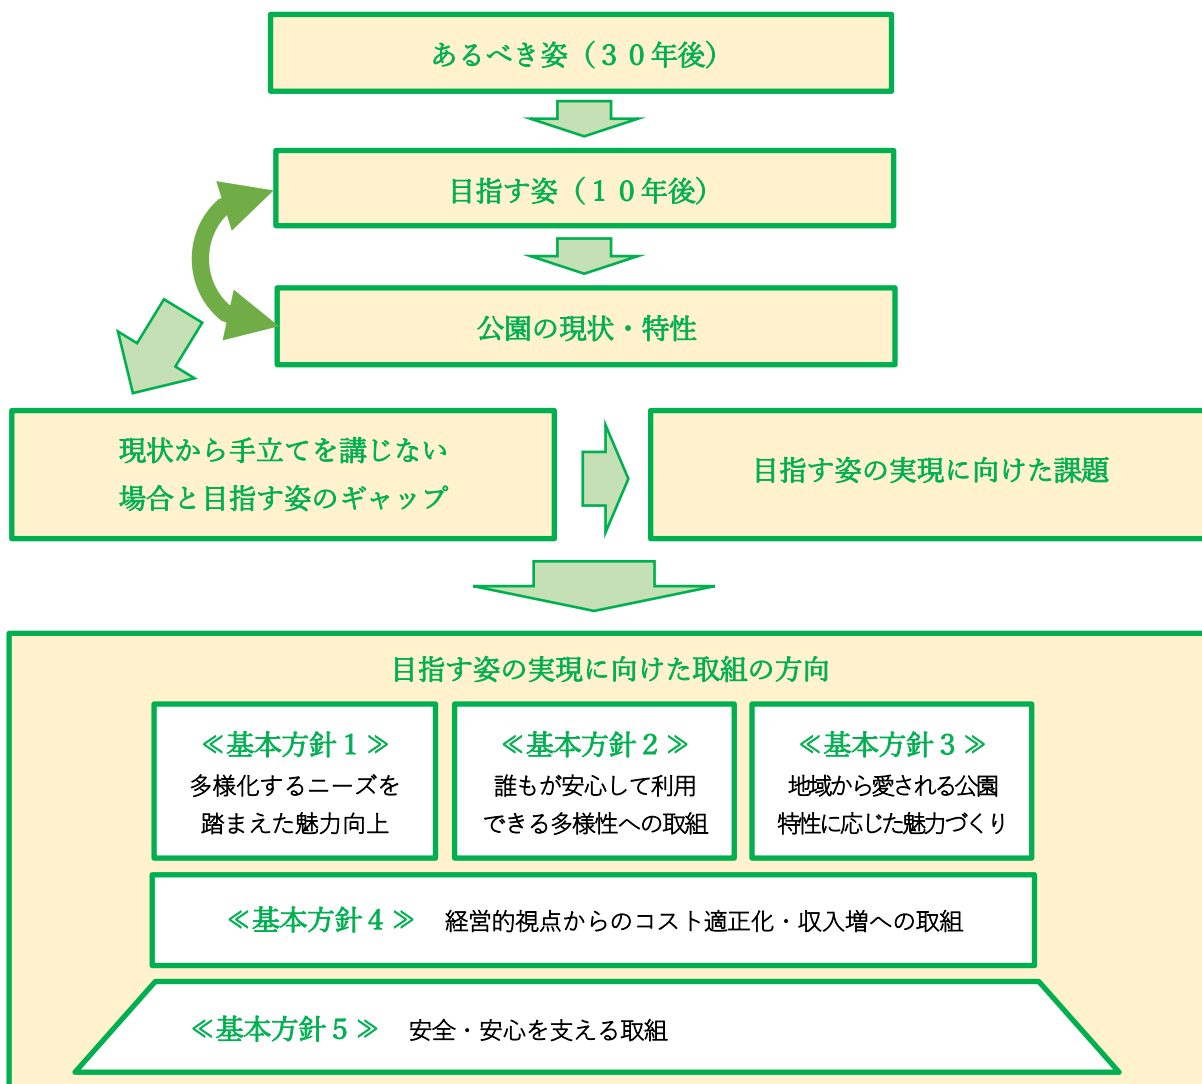 あるべき姿（３０年後）
目指す姿（１０年後）
公園の現状・特性
現状から手立てを講じない
場合と目指す姿のギャップ
目指す姿の実現に向けた課題
目指す姿の実現に向けた取組の方向
≪基本方針１≫
多様化するニーズを
踏まえた魅力向上
≪基本方針２≫
誰もが安心して利用
できる多様性への取組
≪基本方針３≫
地域から愛される公園
特性に応じた魅力づくり
≪基本方針４≫　経営的視点からのコスト適正化・収入増への取組
≪基本方針５≫　安全・安心を支える取組